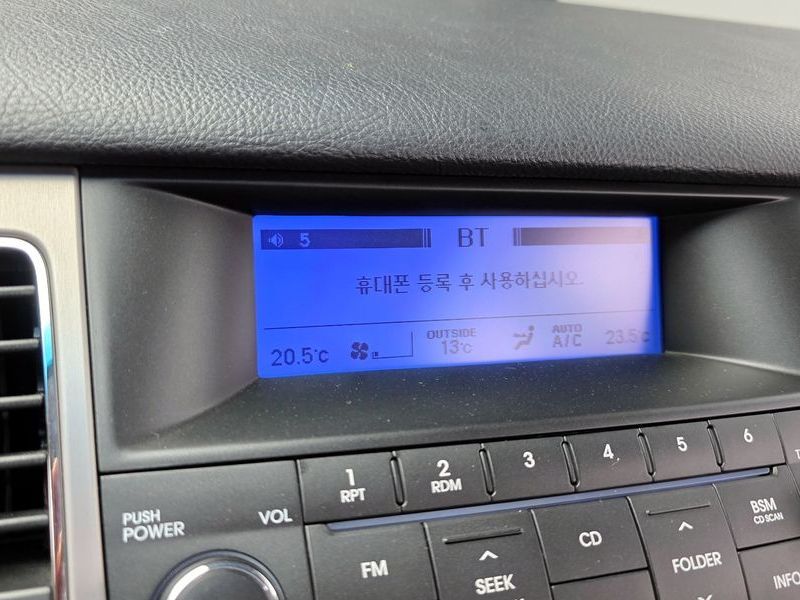 5 BT
휴대폰 등록 후 사용하십시오.
20.5°C OUTSIDE 13°C AUTO A/C 23.5°C
1 RPT 2 RDM 3 4 5 6
PUSH POWER VOL
FM SEEK CD FOLDER BSM CD SCAN
INFO